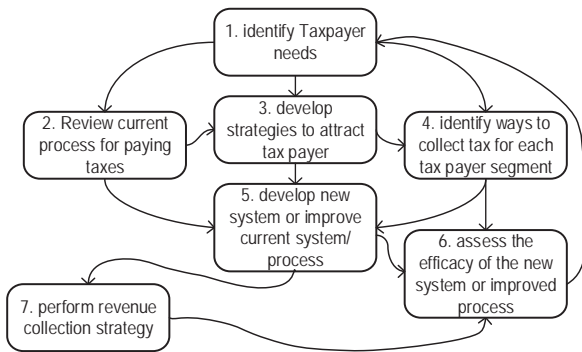 1. identify Taxpayer
needs
2. Review current
process for paying
taxes
3. develop
strategies to attract
tax payer
4. identify ways to
collect tax for each
tax payer segment
5. develop new
system or improve
current system/
process
6. assess the
efficacy of the new
system or improved
process
7. perform revenue
collection strategy